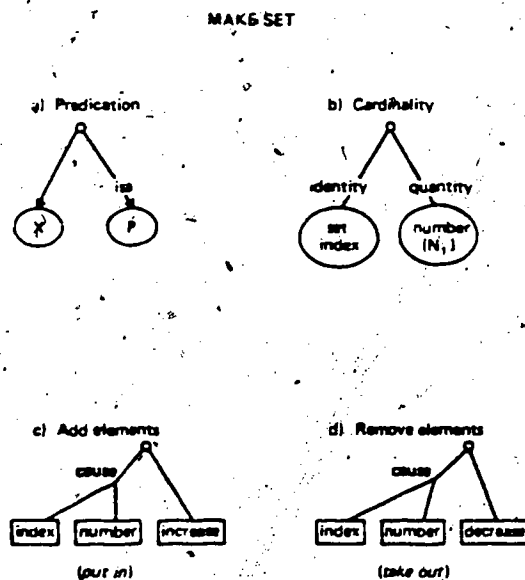 MAKE SET
a) Predication
b) Cardinality
isa
identity
quantity
X
P
set
index
number
(N₁)
c) Add elements
d) Remove elements
cause
cause
index
number
increase
index
number
decrease
(put in)
(take out)